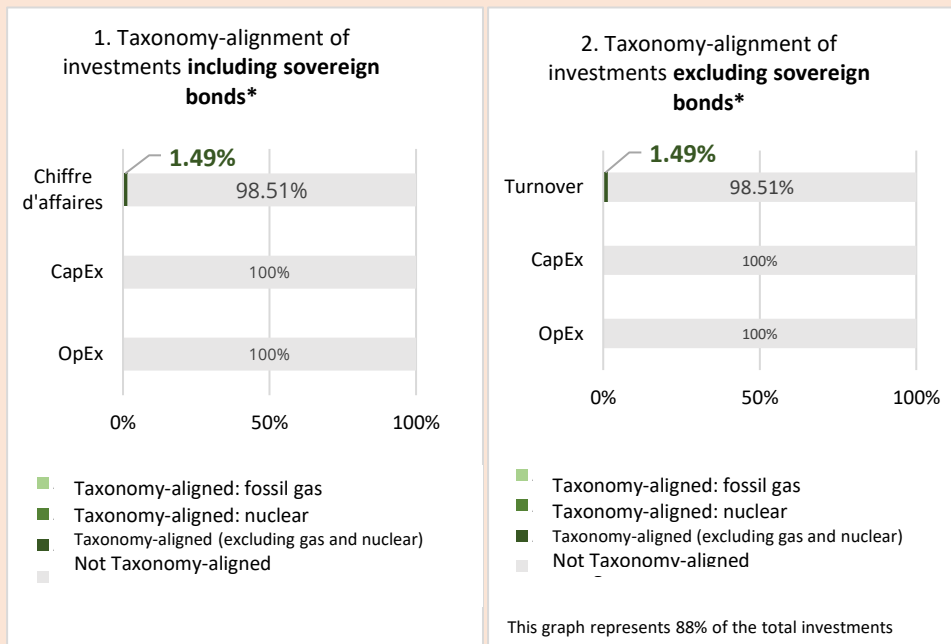 1. Taxonomy-alignment of
investments including sovereign
bonds*
1.49%
Chiffre
d'affaires
98.51%
CapEx
100%
OpEx
100%
0%
50%
100%
Taxonomy-aligned: fossil gas
Taxonomy-aligned: nuclear
Taxonomy-aligned (excluding gas and nuclear)
Not Taxonomy-aligned
2. Taxonomy-alignment of
investments excluding sovereign
bonds*
1.49%
Turnover
98.51%
CapEx
100%
OpEx
100%
0%
50%
100%
Taxonomy-aligned: fossil gas
Taxonomy-aligned: nuclear
Taxonomy-aligned (excluding gas and nuclear)
Not Taxonomy-aligned
This graph represents 88% of the total investments